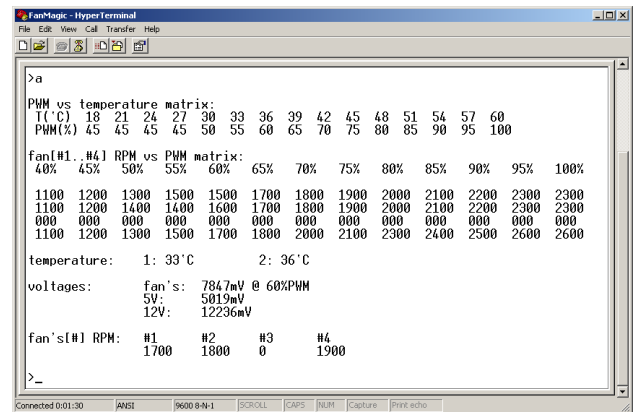 FanMagic - HyperTerminal
File Edit View Call Transfer Help
>a
PWM vs temperature matrix:
T('C) 18 21 24 27 30 33 36 39 42 45 48 51 54 57 60
PWM(%) 45 45 45 45 50 55 60 65 70 75 80 85 90 95 100
fan[#1..#4] RPM vs PWM matrix:
40% 45% 50% 55% 60% 65% 70% 75% 80% 85% 90% 95% 100%
1100 1200 1300 1500 1500 1700 1800 1900 2000 2100 2200 2300 2300
1100 1200 1400 1400 1600 1700 1800 1900 2000 2100 2200 2300 2300
000 000 000 000 000 000 000 000 000 000 000 000 000
1100 1200 1300 1500 1700 1800 2000 2100 2300 2400 2500 2600 2600
temperature: 1: 33'C 2: 36'C
voltages: fan's: 7847mV @ 60%PWM
5V: 5019mV
12V: 12236mV
fan's[#] RPM: #1 #2 #3 #4
1700 1800 0 1900
>_
Connected 0:01:30 ANSI 9600 8-N-1 SCROLL CAPS NUM Capture Print echo